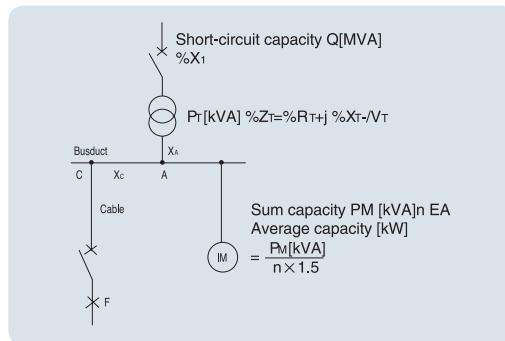 Short-circuit capacity Q[MVA]
%X1
PT[kVA] %ZT=%RT+j %XT-/VT
Busduct
XA
C
XC
A
Cable
Sum capacity PM [kVA]n EA
Average capacity [kW]
IM
= PM[kVA]
n×1.5
F